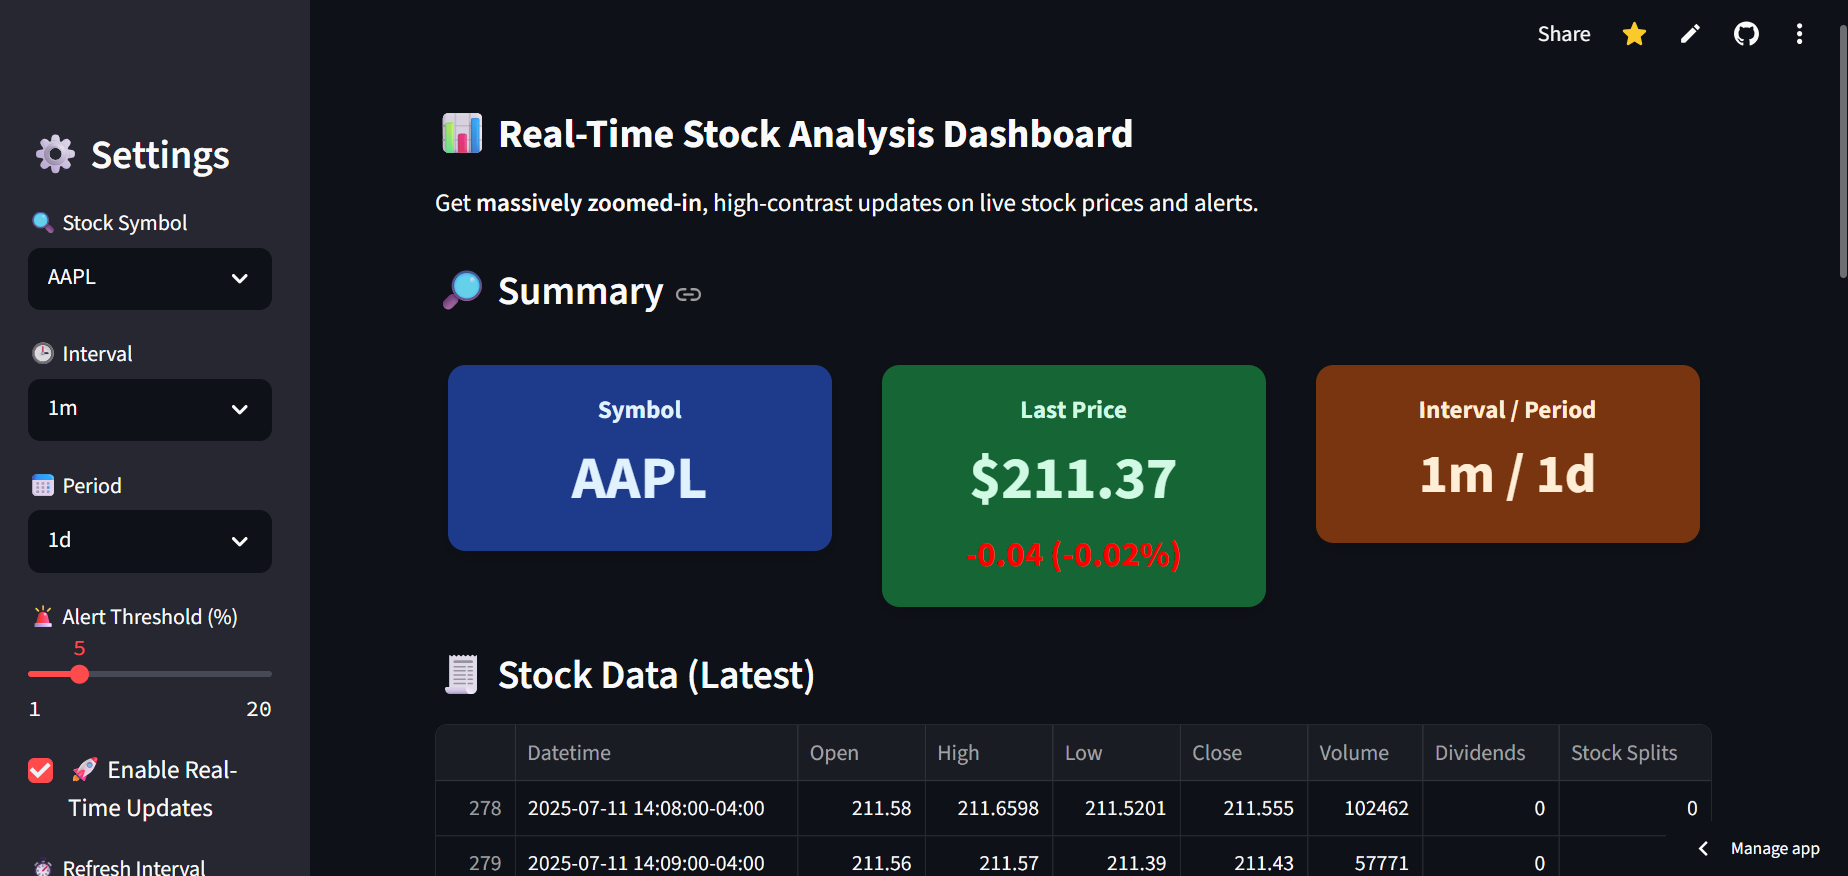 Share
Settings
Stock Symbol
AAPL
Interval
1m
Period
1d
Alert Threshold (%)
5
1 20
Enable Real-
Time Updates
Refresh Interval
Real-Time Stock Analysis Dashboard
Get massively zoomed-in, high-contrast updates on live stock prices and alerts.
Summary
Symbol
AAPL
Last Price
$211.37
-0.04 (-0.02%)
Interval / Period
1m / 1d
Stock Data (Latest)
Datetime Open High Low Close Volume Dividends Stock Splits
278 2025-07-11 14:08:00-04:00 211.58 211.6598 211.5201 211.555 102462 0 0
279 2025-07-11 14:09:00-04:00 211.56 211.57 211.39 211.43 57771 0
Manage app